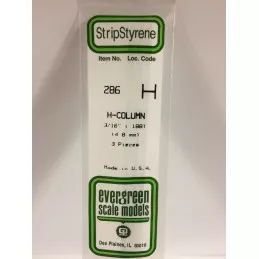 StripStyrene
Item No. Loc. Code
286 H
H-COLUMN
3/16" : .188"
(4.8 mm)
3 Pieces
Made in U.S.A.
evergreen
scale models
Des Plaines, IL 60018